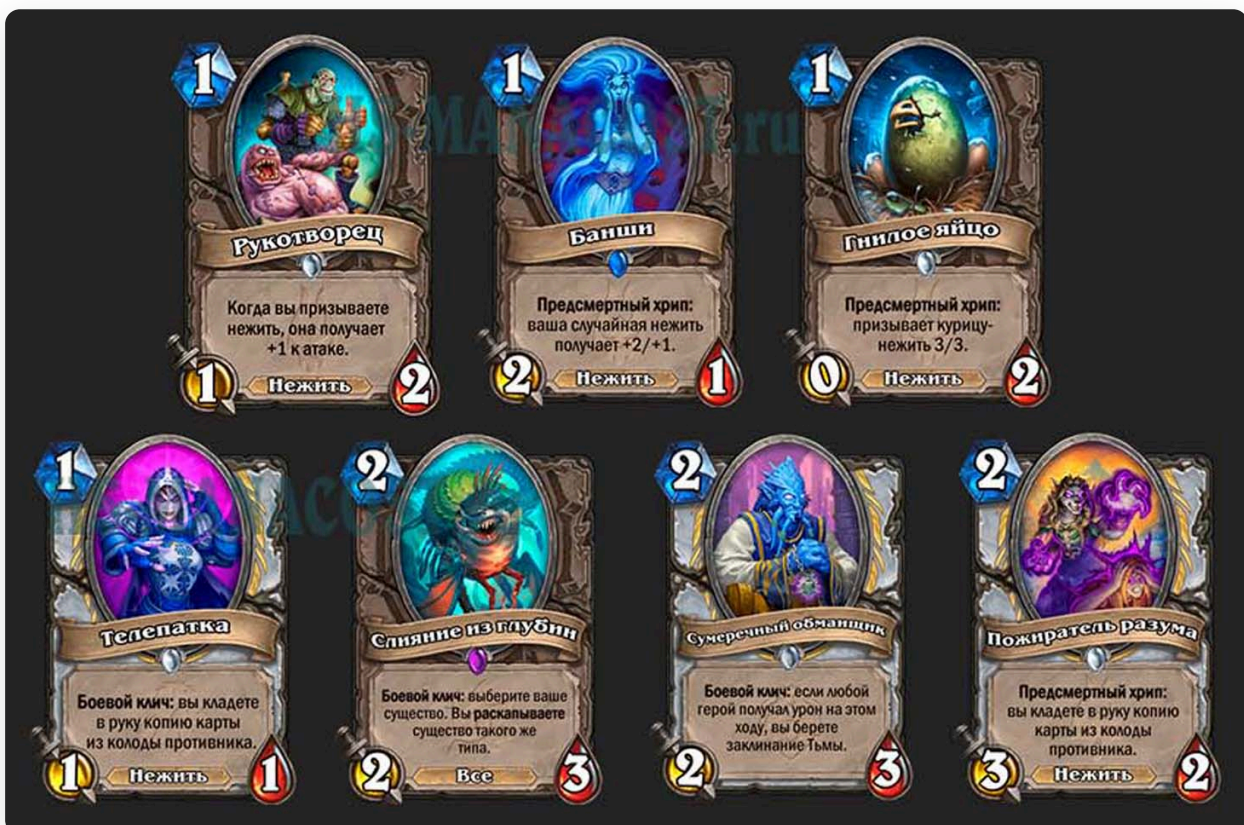 1
1
1
Рукотворец
Банши
Гнилое яйцо
Когда вы призываете
нежить, она получает
+1 к атаке.
Предсмертный хрип:
ваша случайная нежить
получает +2/+1.
Предсмертный хрип:
призывает курицу-
нежить 3/3.
1
Нежить
2
2
Нежить
1
0
Нежить
2
1
2
2
2
Телепатка
Слияние из глубин
Сумеречный обманщик
Пожиратель разума
Боевой клич: вы кладете
в руку копию карты
из колоды противника.
Боевой клич: выберите ваше
существо. Вы раскапываете
существо такого же
типа.
Боевой клич: если любой
герой получал урон на этом
ходу, вы берете
заклинание Тьмы.
Предсмертный хрип:
вы кладете в руку копию
карты из колоды
противника.
1
Нежить
1
2
Все
3
2
3
3
Нежить
2